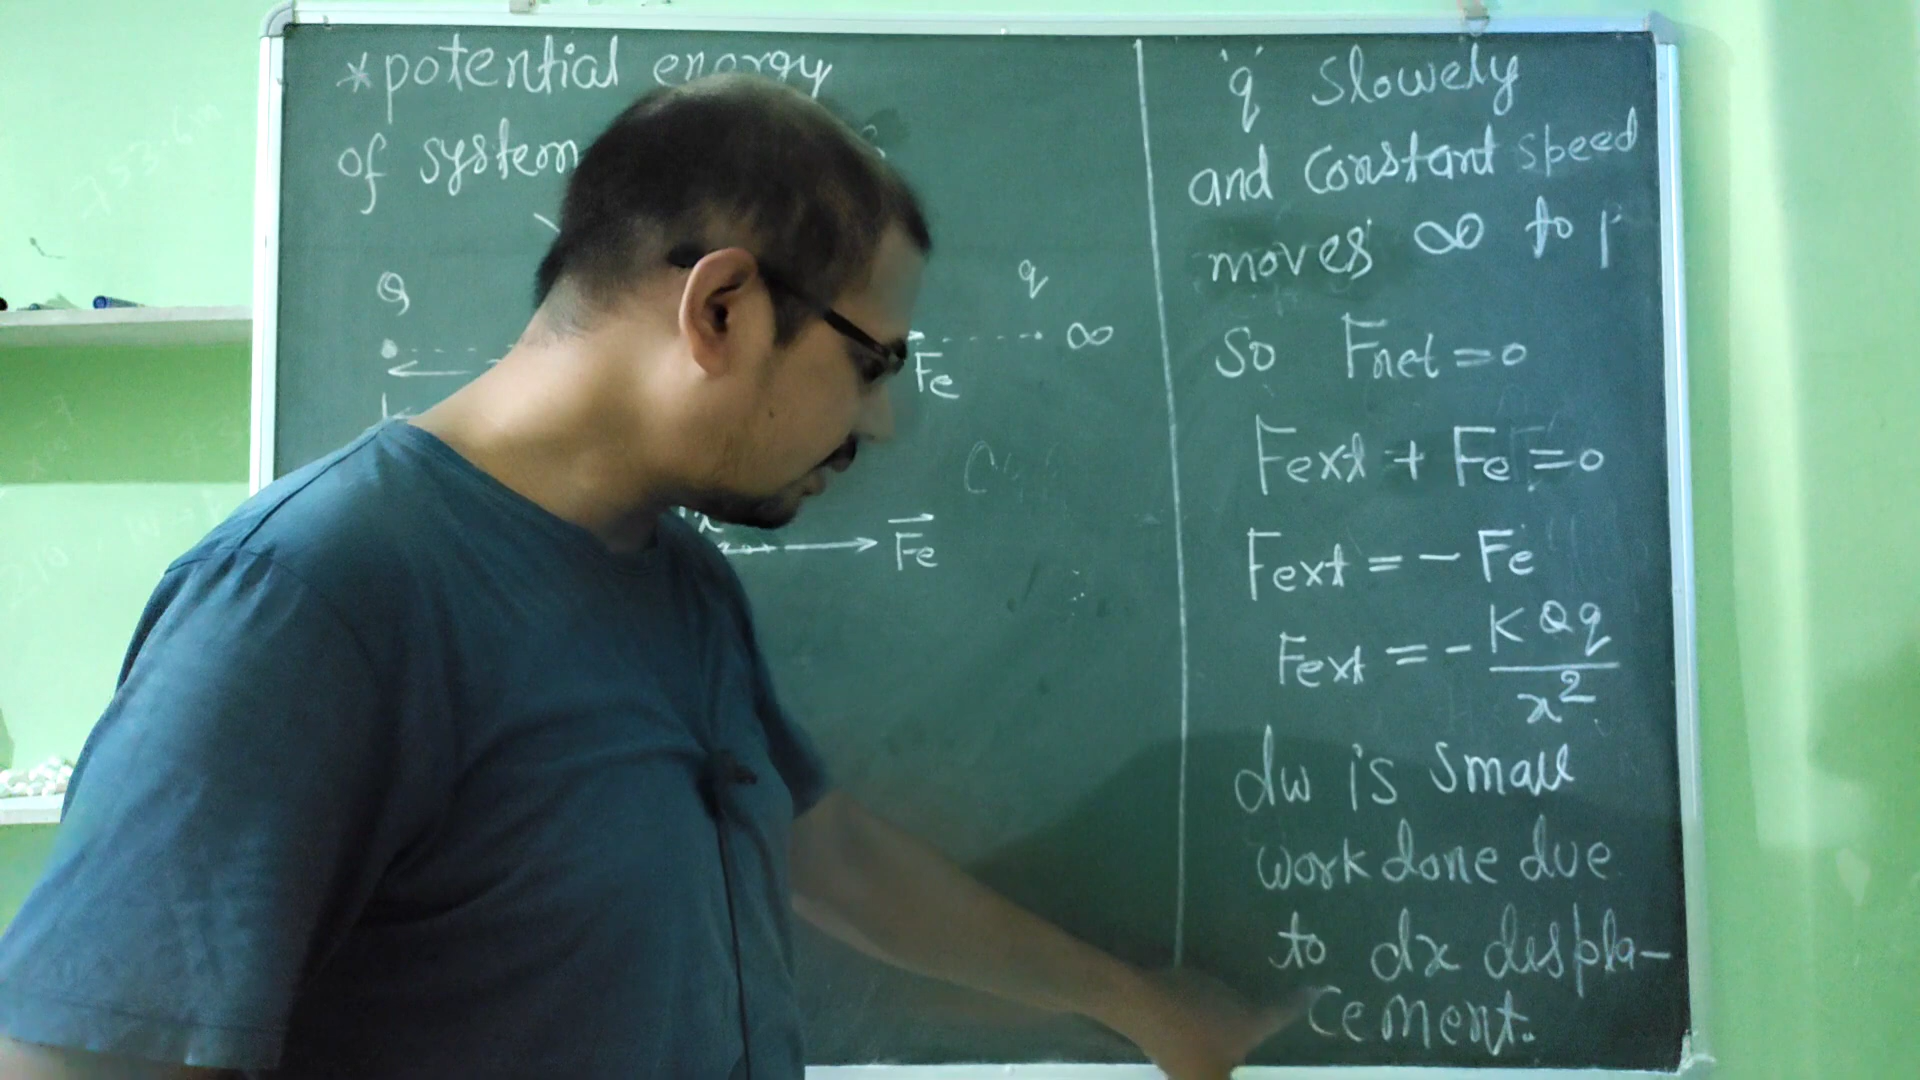 *potential energy
of system
Q
q
∞
Fe
Fe
'q' slowely
and constant speed
moves ∞ to
so Fnet = 0
Fext + Fe = 0
Fext = - Fe
Fext = - KQq/x²
dw is small
work done due
to dx displa-
cement.